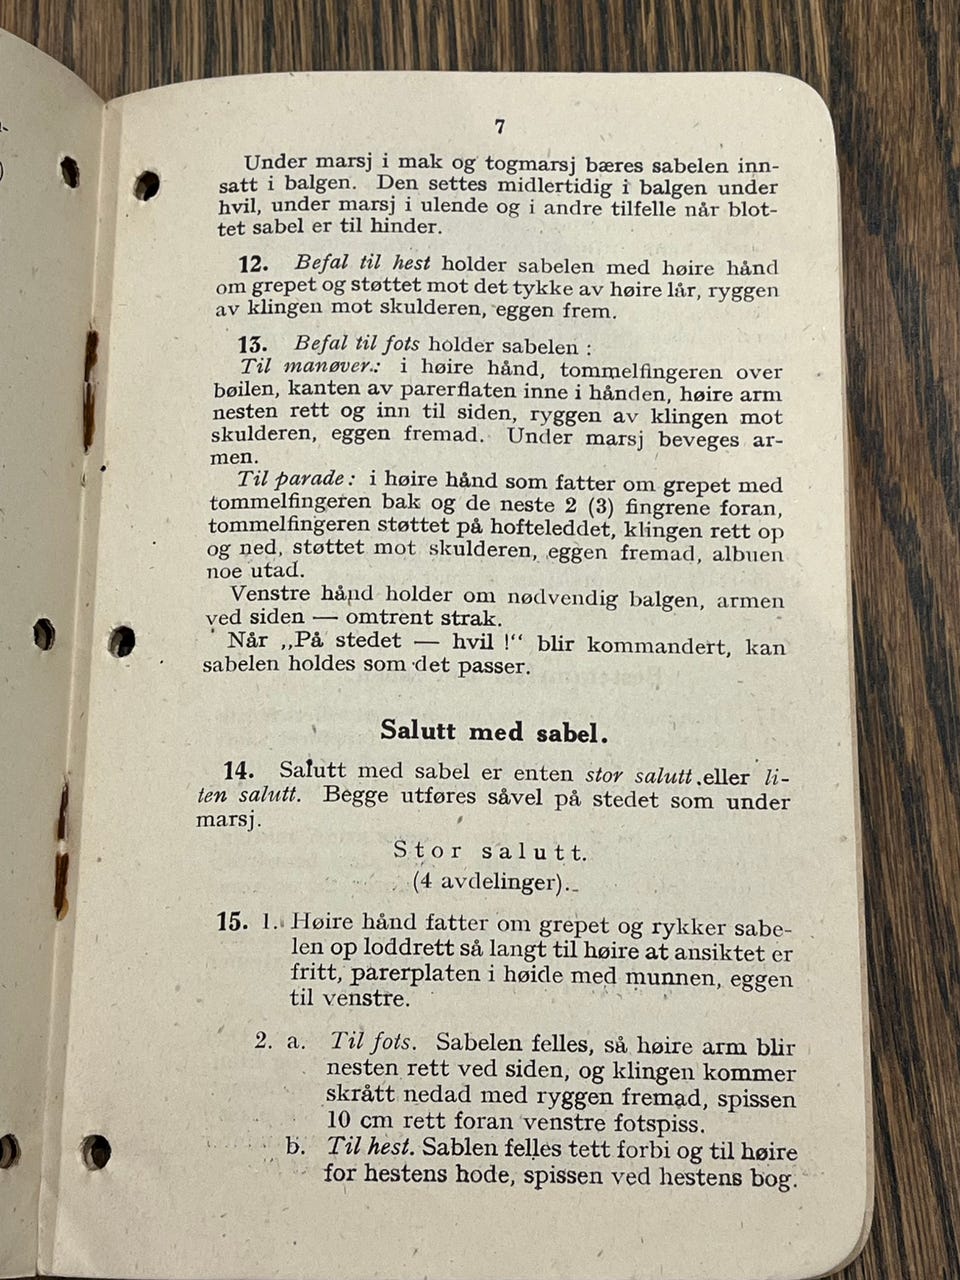 7
Under marsj i mak og togmarsj bæres sabelen inn-
satt i balgen. Den settes midlertidig i balgen under
hvil, under marsj i ulende og i andre tilfelle når blot-
tet sabel er til hinder.
12. Befal til hest holder sabelen med høire hånd
om grepet og støttet mot det tykke av høire lår, ryggen
av klingen mot skulderen, eggen frem.
13. Befal til fots holder sabelen :
Til manøver.: i høire hånd, tommelfingeren over
bøilen, kanten av parerflaten inne i hånden, høire arm
nesten rett og inn til siden, ryggen av klingen mot
skulderen, eggen fremad. Under marsj beveges ar-
men.
Til parade: i høire hånd som fatter om grepet med
tommelfingeren bak og de neste 2 (3) fingrene foran,
tommelfingeren støttet på hofteleddet, klingen rett op
og ned, støttet mot skulderen, eggen fremad, albuen
noe utad.
Venstre hånd holder om nødvendig balgen, armen
ved siden — omtrent strak.
Når „På stedet — hvil !“ blir kommandert, kan
sabelen holdes som det passer.
Salutt med sabel.
14. Salutt med sabel er enten stor salutt eller li-
ten salutt. Begge utføres såvel på stedet som under
marsj.
Stor salutt.
(4 avdelinger).
15. 1. Høire hånd fatter om grepet og rykker sabe-
len op loddrett så langt til høire at ansiktet er
fritt, parerplaten i høide med munnen, eggen
til venstre.
2. a. Til fots. Sabelen felles, så høire arm blir
nesten rett ved siden, og klingen kommer
skrått nedad med ryggen fremad, spissen
10 cm rett foran venstre fotspiss.
b. Til hest. Sablen felles tett forbi og til høire
for hestens hode, spissen ved hestens bog.